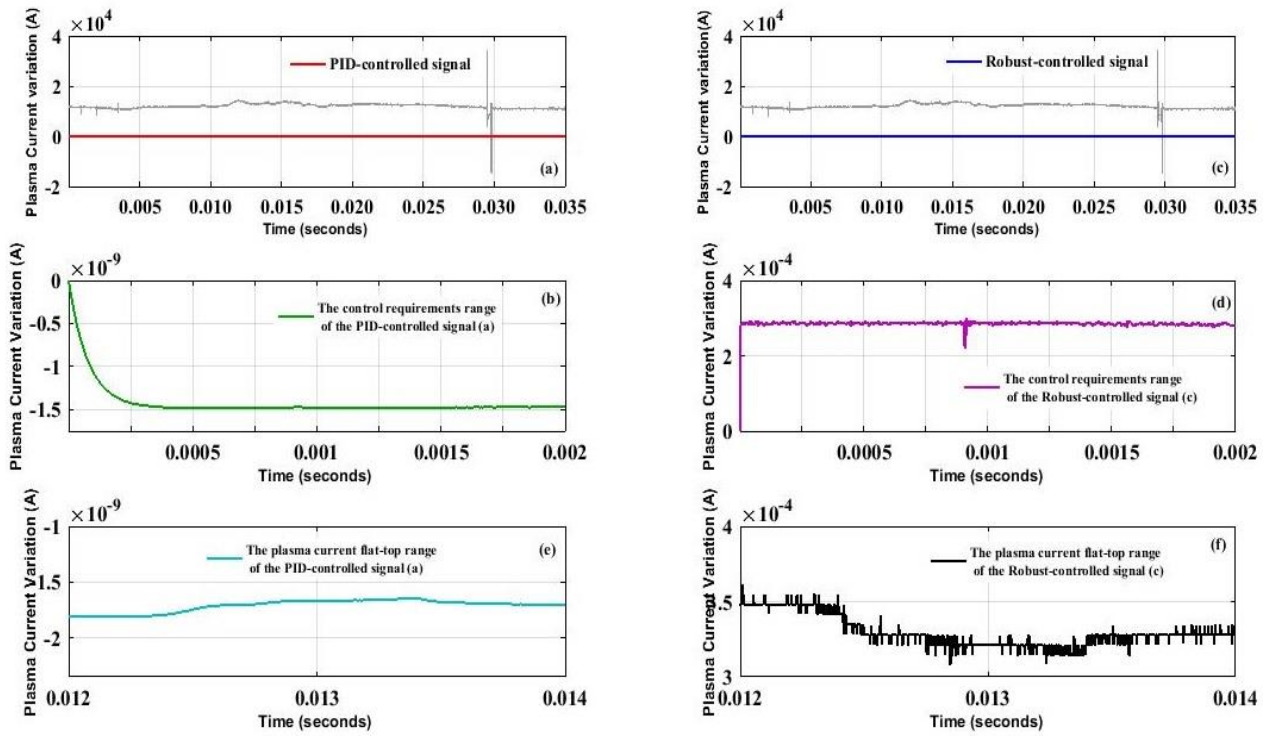 Plasma Current variation (A)
×10^4
4
2
0
-2
PID-controlled signal
(a)
0.005 0.010 0.015 0.020 0.025 0.030 0.035
Time (seconds)
Plasma Current variation(A)
×10^4
4
2
0
-2
Robust-controlled signal
(c)
0.005 0.010 0.015 0.020 0.025 0.030 0.035
Time (seconds)
Plasma Current Variation (A)
×10^-9
0
-0.5
-1
-1.5
(b)
The control requirements range
of the PID-controlled signal (a)
0.0005 0.001 0.0015 0.002
Time (seconds)
Plasma Current Variation (A)
×10^-4
4
2
0
(d)
The control requirements range
of the Robust-controlled signal (c)
0.0005 0.001 0.0015 0.002
Time (seconds)
Plasma Current Variation (A)
×10^-9
-1
-1.5
-2
(e)
The plasma current flat-top range
of the PID-controlled signal (a)
0.012 0.013 0.014
Time (seconds)
Plasma Current Variation (A)
×10^-4
4
3.5
3
(f)
The plasma current flat-top range
of the Robust-controlled signal (c)
0.012 0.013 0.014
Time (seconds)